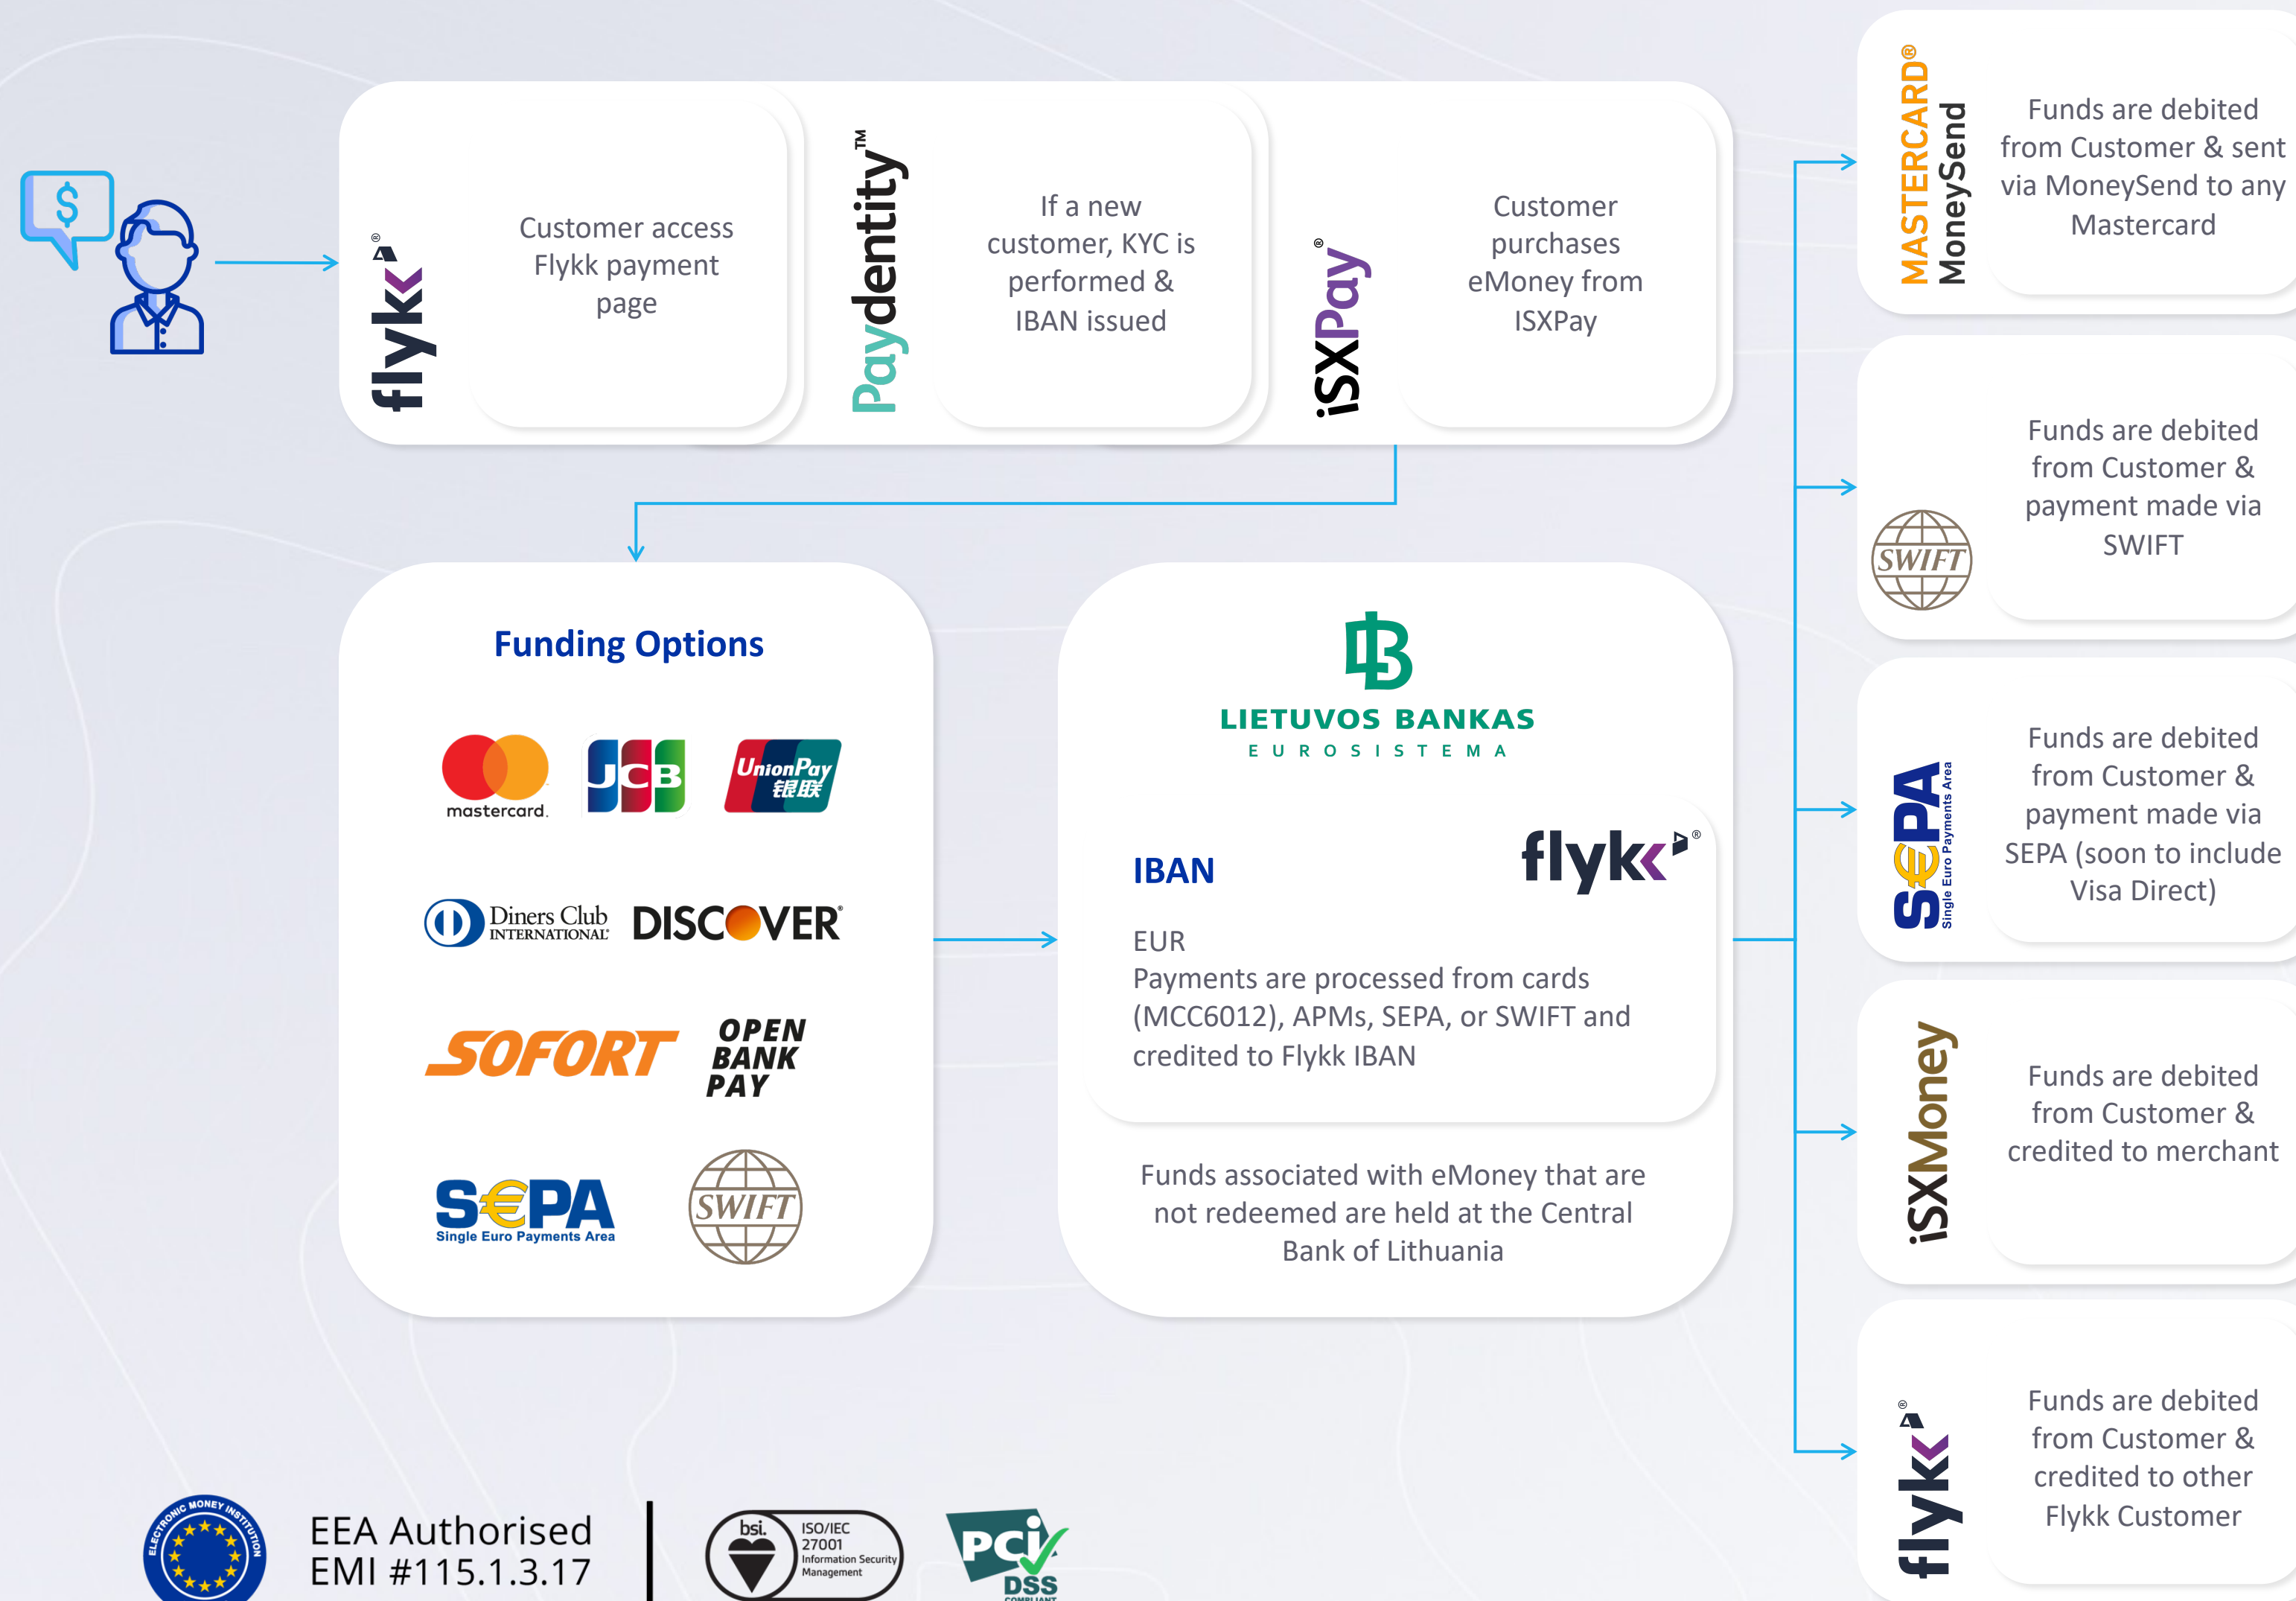 $
flykk®
Customer access
Flykk payment
page
Paydentity™
If a new
customer, KYC is
performed &
IBAN issued
iSXPay®
Customer
purchases
eMoney from
ISXPay
Funding Options
mastercard.
JCB
UnionPay
银联
Diners Club
INTERNATIONAL®
DISCOVER®
SOFORT
OPEN
BANK
PAY
S€PA
Single Euro Payments Area
SWIFT
LIETUVOS BANKAS
EUROSISTEMA
IBAN
flykk®
EUR
Payments are processed from cards
(MCC6012), APMs, SEPA, or SWIFT and
credited to Flykk IBAN
Funds associated with eMoney that are
not redeemed are held at the Central
Bank of Lithuania
MASTERCARD®
MoneySend
Funds are debited
from Customer & sent
via MoneySend to any
Mastercard
SWIFT
Funds are debited
from Customer &
payment made via
SWIFT
S€PA
Single Euro Payments Area
Funds are debited
from Customer &
payment made via
SEPA (soon to include
Visa Direct)
iSXMoney
Funds are debited
from Customer &
credited to merchant
flykk®
Funds are debited
from Customer &
credited to other
Flykk Customer
ELECTRONIC MONEY INSTITUTION
EEA Authorised
EMI #115.1.3.17
bsi.
ISO/IEC
27001
Information Security
Management
PCi
DSS
COMPLIANT